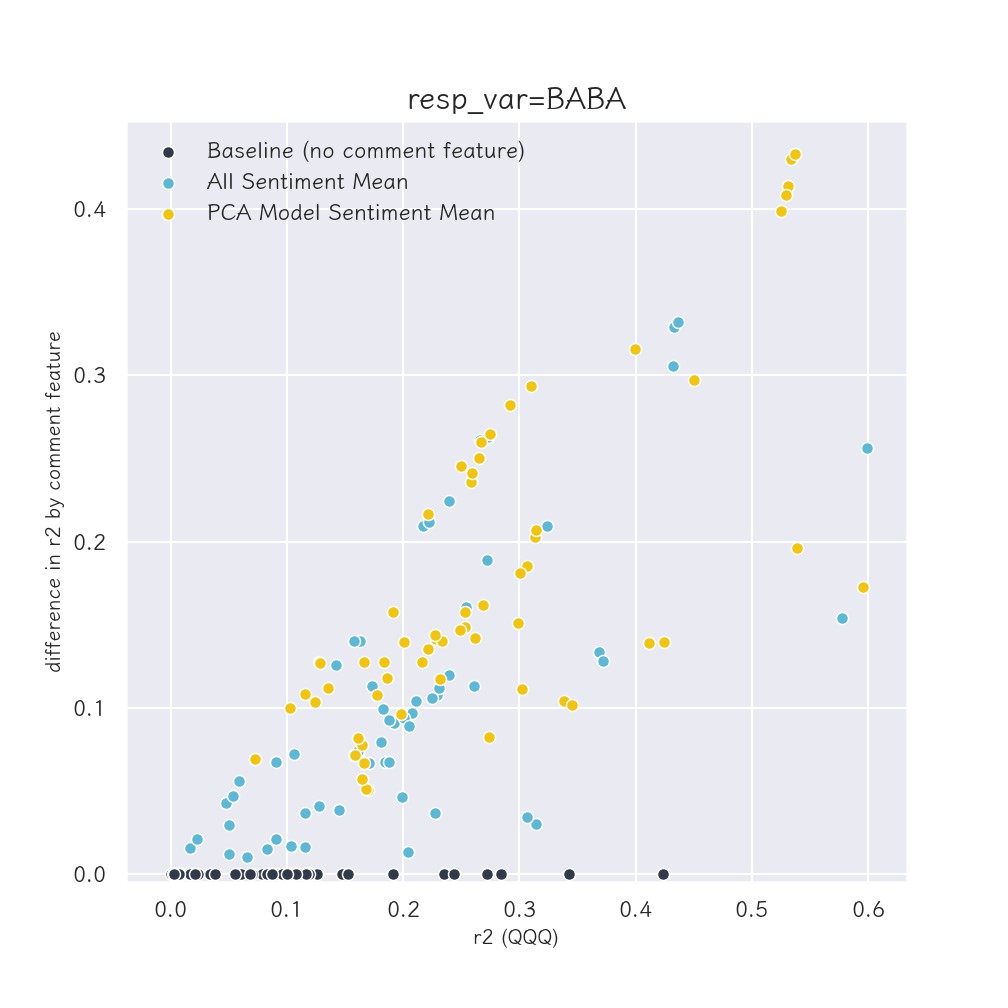 resp_var=BABA
Baseline (no comment feature)
All Sentiment Mean
PCA Model Sentiment Mean
difference in r2 by comment feature
0.4
0.3
0.2
0.1
0.0
0.0 0.1 0.2 0.3 0.4 0.5 0.6
r2 (QQQ)